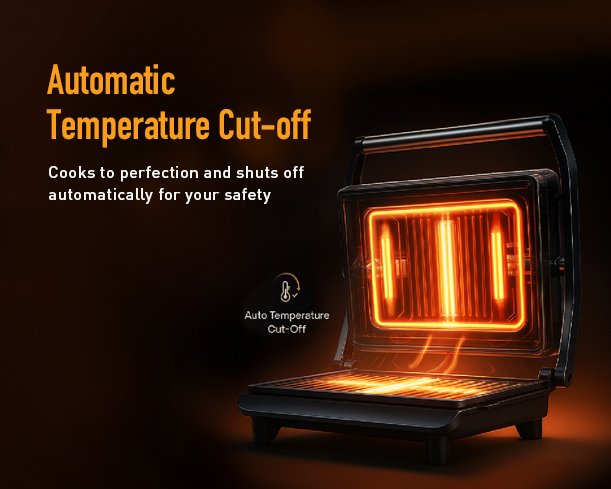 Automatic
Temperature Cut-off
Cooks to perfection and shuts off
automatically for your safety
Auto Temperature
Cut-Off